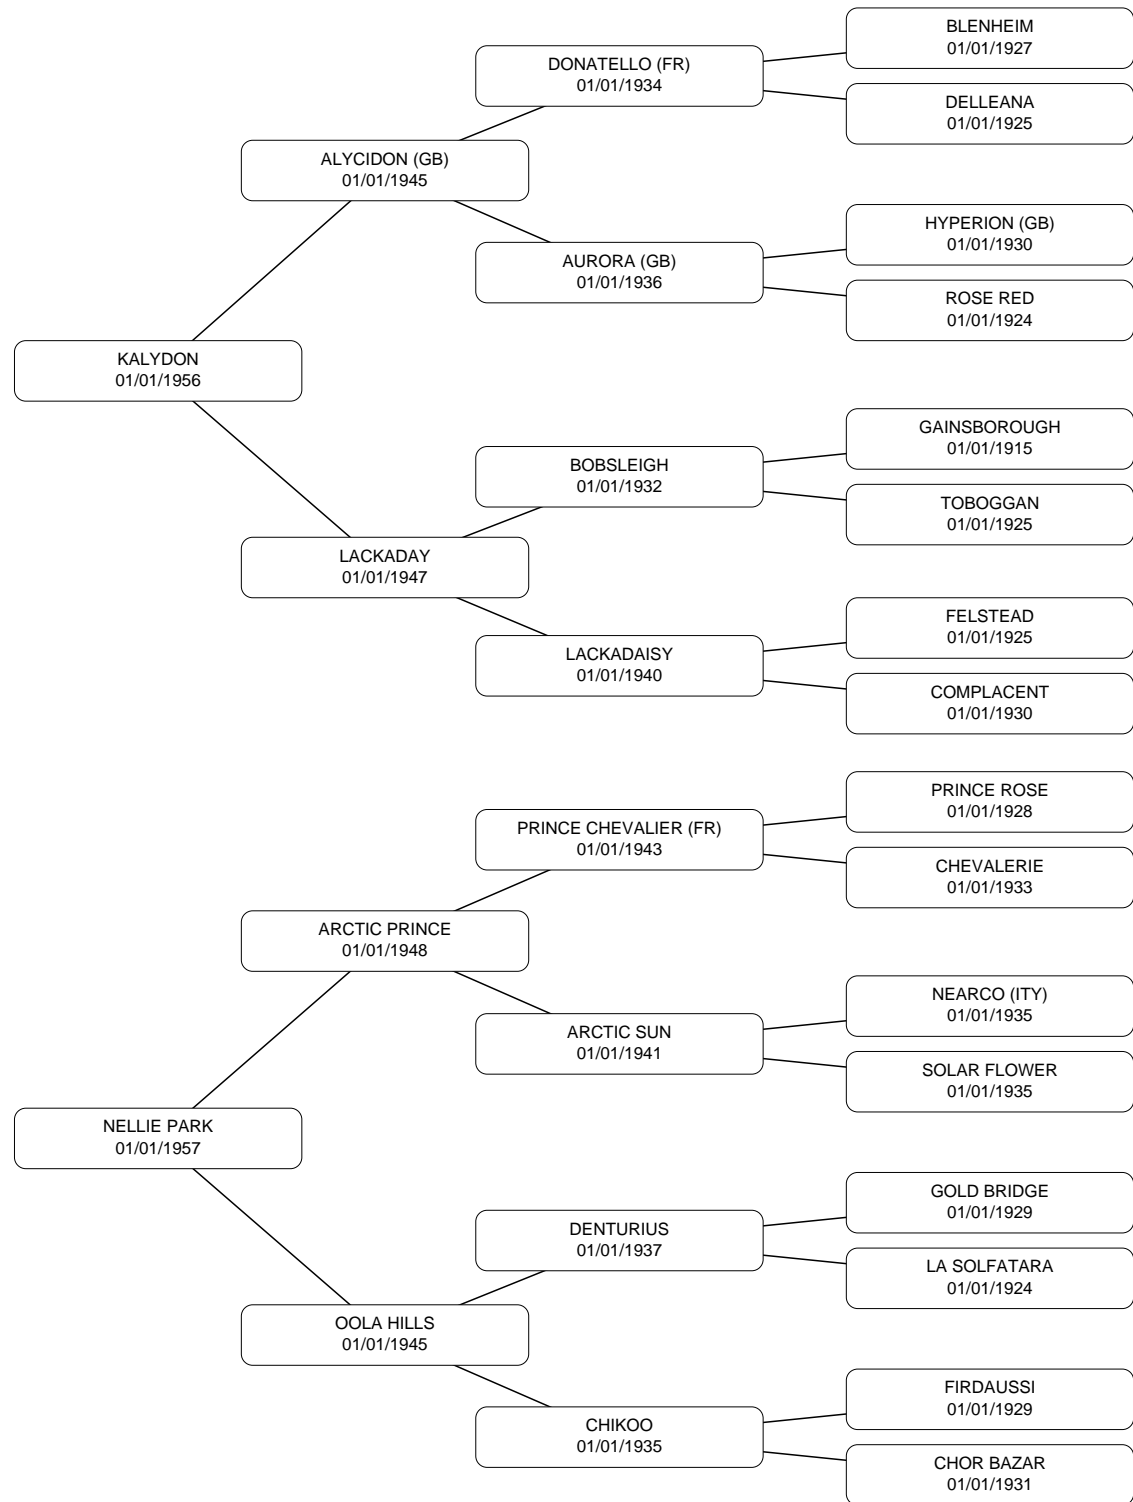 BLENHEIM
01/01/1927
DONATELLO (FR)
01/01/1934
DELLEANA
01/01/1925
ALYCIDON (GB)
01/01/1945
HYPERION (GB)
01/01/1930
AURORA (GB)
01/01/1936
ROSE RED
01/01/1924
KALYDON
01/01/1956
GAINSBOROUGH
01/01/1915
BOBSLEIGH
01/01/1932
TOBOGGAN
01/01/1925
LACKADAY
01/01/1947
FELSTEAD
01/01/1925
LACKADAISY
01/01/1940
COMPLACENT
01/01/1930
PRINCE ROSE
01/01/1928
PRINCE CHEVALIER (FR)
01/01/1943
CHEVALERIE
01/01/1933
ARCTIC PRINCE
01/01/1948
NEARCO (ITY)
01/01/1935
ARCTIC SUN
01/01/1941
SOLAR FLOWER
01/01/1935
NELLIE PARK
01/01/1957
GOLD BRIDGE
01/01/1929
DENTURIUS
01/01/1937
LA SOLFATARA
01/01/1924
OOLA HILLS
01/01/1945
FIRDAUSSI
01/01/1929
CHIKOO
01/01/1935
CHOR BAZAR
01/01/1931